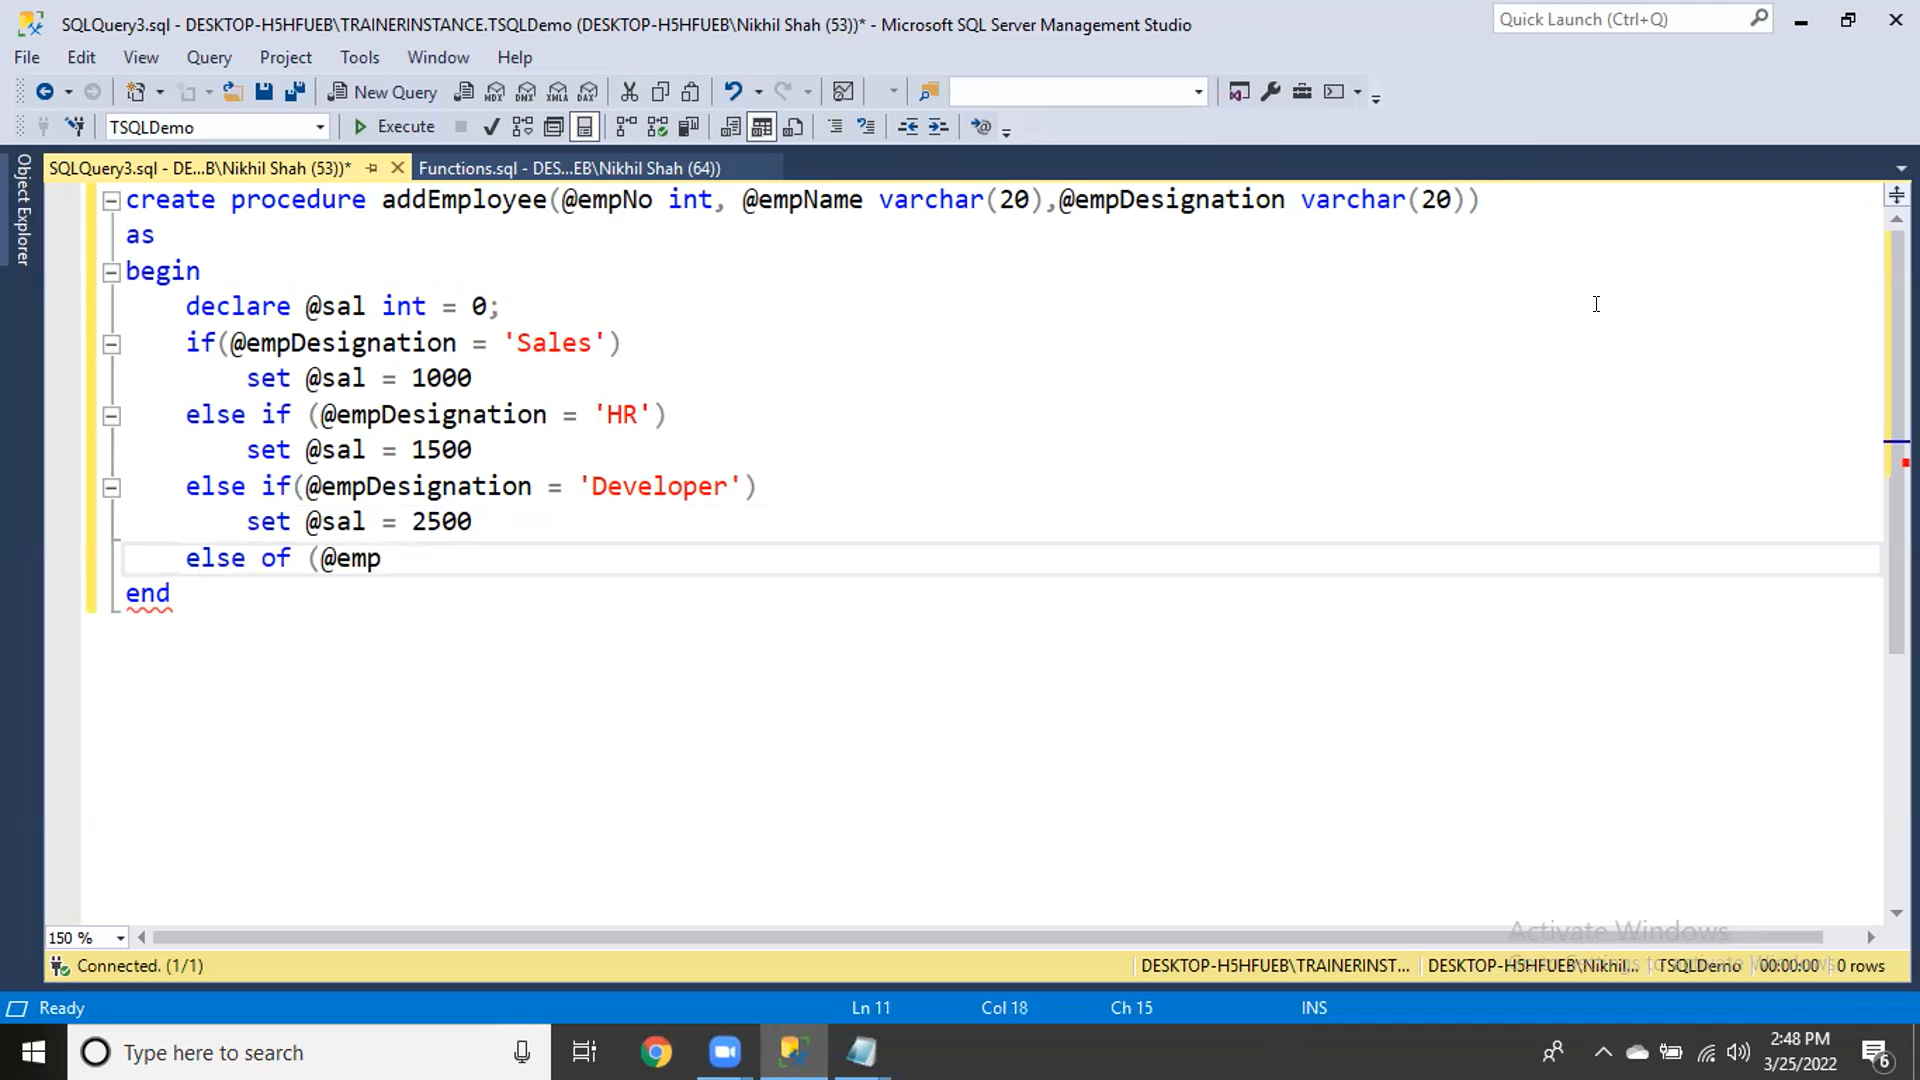 SQLQuery3.sql - DESKTOP-H5HFUEB\TRAINERINSTANCE.TSQLDemo (DESKTOP-H5HFUEB\Nikhil Shah (53))* - Microsoft SQL Server Management Studio
Quick Launch (Ctrl+Q)
File Edit View Query Project Tools Window Help
New Query
TSQLDemo Execute
SQLQuery3.sql - DE...B\Nikhil Shah (53))* Functions.sql - DES...EB\Nikhil Shah (64))
Object Explorer
create procedure addEmployee(@empNo int, @empName varchar(20),@empDesignation varchar(20))
as
begin
declare @sal int = 0;
if(@empDesignation = 'Sales')
set @sal = 1000
else if (@empDesignation = 'HR')
set @sal = 1500
else if(@empDesignation = 'Developer')
set @sal = 2500
else of (@emp
end
Activate Windows
150 %
Connected. (1/1) DESKTOP-H5HFUEB\TRAINERINST... DESKTOP-H5HFUEB\Nikhil... TSQLDemo 00:00:00 0 rows
Ready Ln 11 Col 18 Ch 15 INS
Type here to search
2:48 PM
3/25/2022
6